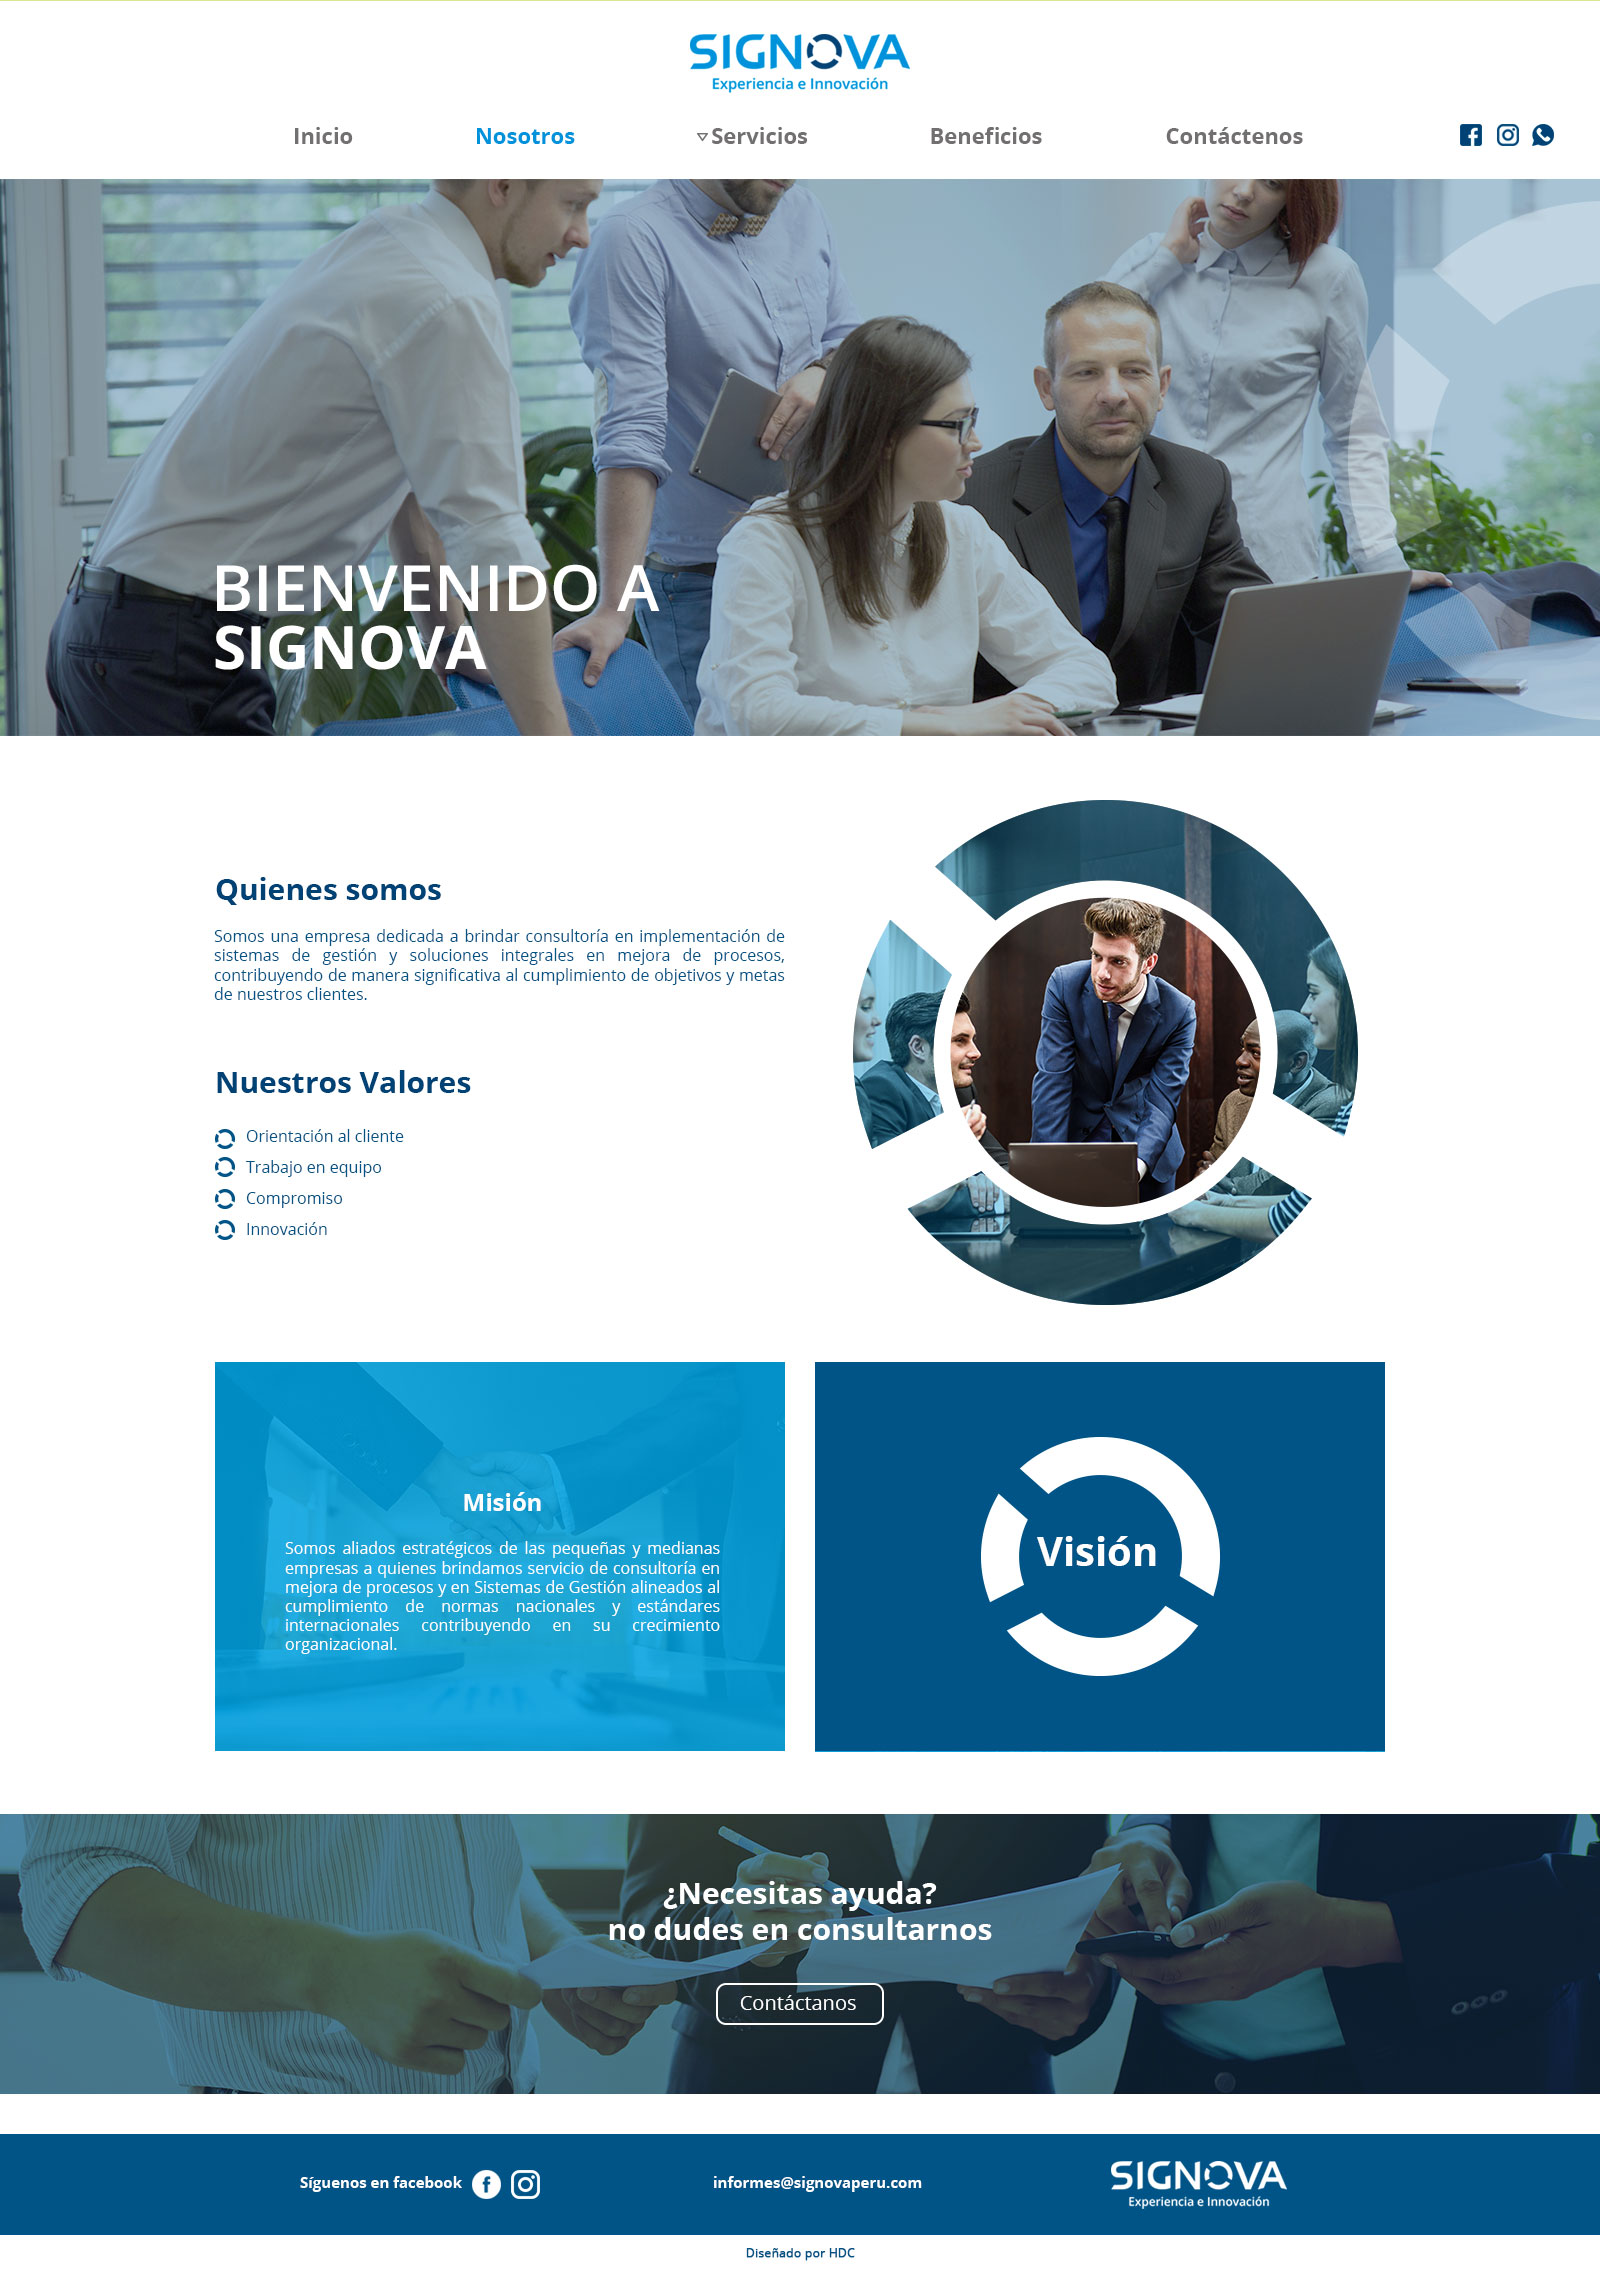 SIGNOVA
Experiencia e Innovación
Inicio
Nosotros
Servicios
Beneficios
Contáctenos
BIENVENIDO A
SIGNOVA
Quienes somos
Somos una empresa dedicada a brindar consultoría en implementación de
sistemas de gestión y soluciones integrales en mejora de procesos,
contribuyendo de manera significativa al cumplimiento de objetivos y metas
de nuestros clientes.
Nuestros Valores
Orientación al cliente
Trabajo en equipo
Compromiso
Innovación
Misión
Somos aliados estratégicos de las pequeñas y medianas
empresas a quienes brindamos servicio de consultoría en
mejora de procesos y en Sistemas de Gestión alineados al
cumplimiento de normas nacionales y estándares
internacionales contribuyendo en su crecimiento
organizacional.
Visión
¿Necesitas ayuda?
no dudes en consultarnos
Contáctanos
Síguenos en facebook
informes@signovaperu.com
SIGNOVA
Experiencia e Innovación
Diseñado por HDC